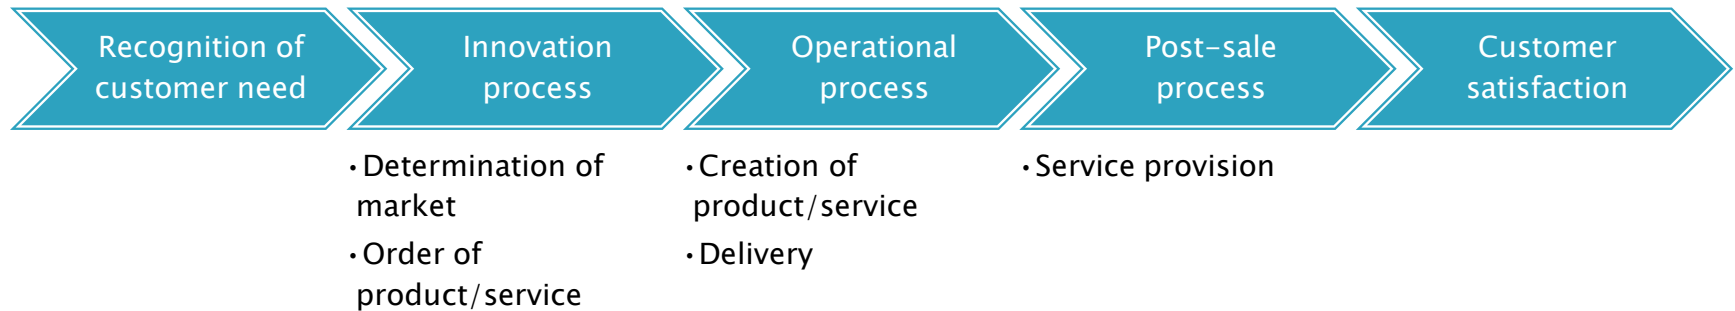 Recognition of
customer need
Innovation
process
Operational
process
Post-sale
process
Customer
satisfaction
•Determination of
market
•Order of
product/service
•Creation of
product/service
•Delivery
•Service provision